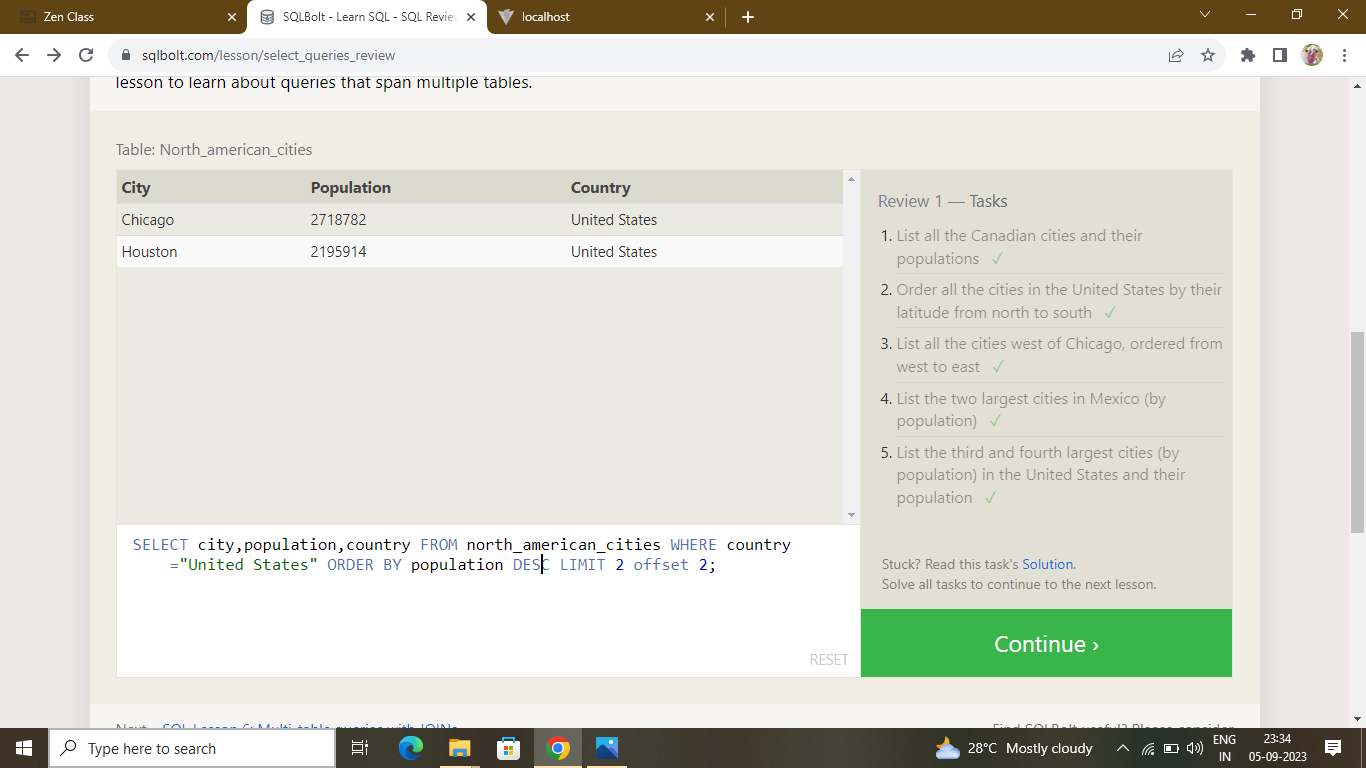 Zen Class
SQLBolt - Learn SQL - SQL Review
localhost
sqlbolt.com/lesson/select_queries_review
lesson to learn about queries that span multiple tables.
Table: North_american_cities
City Population Country
Chicago 2718782 United States
Houston 2195914 United States
Review 1 — Tasks
1. List all the Canadian cities and their
populations ✓
2. Order all the cities in the United States by their
latitude from north to south ✓
3. List all the cities west of Chicago, ordered from
west to east ✓
4. List the two largest cities in Mexico (by
population) ✓
5. List the third and fourth largest cities (by
population) in the United States and their
population ✓
SELECT city,population,country FROM north_american_cities WHERE country
="United States" ORDER BY population DESC LIMIT 2 offset 2;
RESET
Stuck? Read this task's Solution.
Solve all tasks to continue to the next lesson.
Continue ›
Next – SQL Lesson 6: Multi-table queries with JOINs
Find SQLBolt useful? Please consider
Type here to search
28°C Mostly cloudy
ENG
IN
23:34
05-09-2023